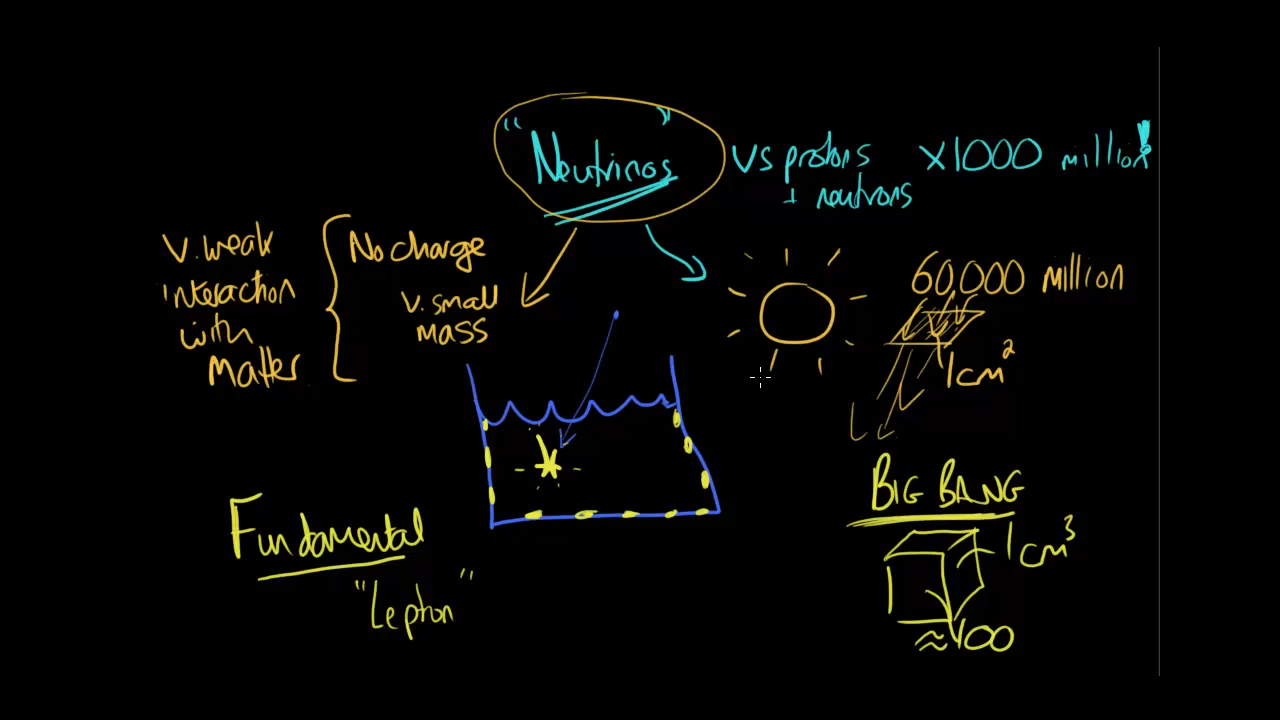 "Neutrinos"
vs protons
+ neutrons
x1000 million!
V. weak
interaction
with
Matter
No charge
v. small
mass
60,000 million
1cm²
Fundamental
"Lepton"
BIG BANG
1cm³
≈100